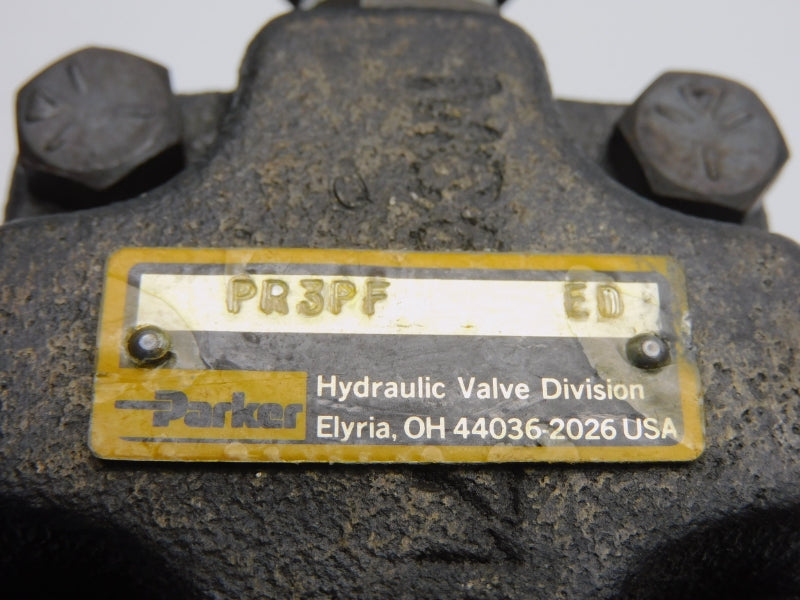 PR3PF ED
Parker
Hydraulic Valve Division
Elyria, OH 44036-2026 USA